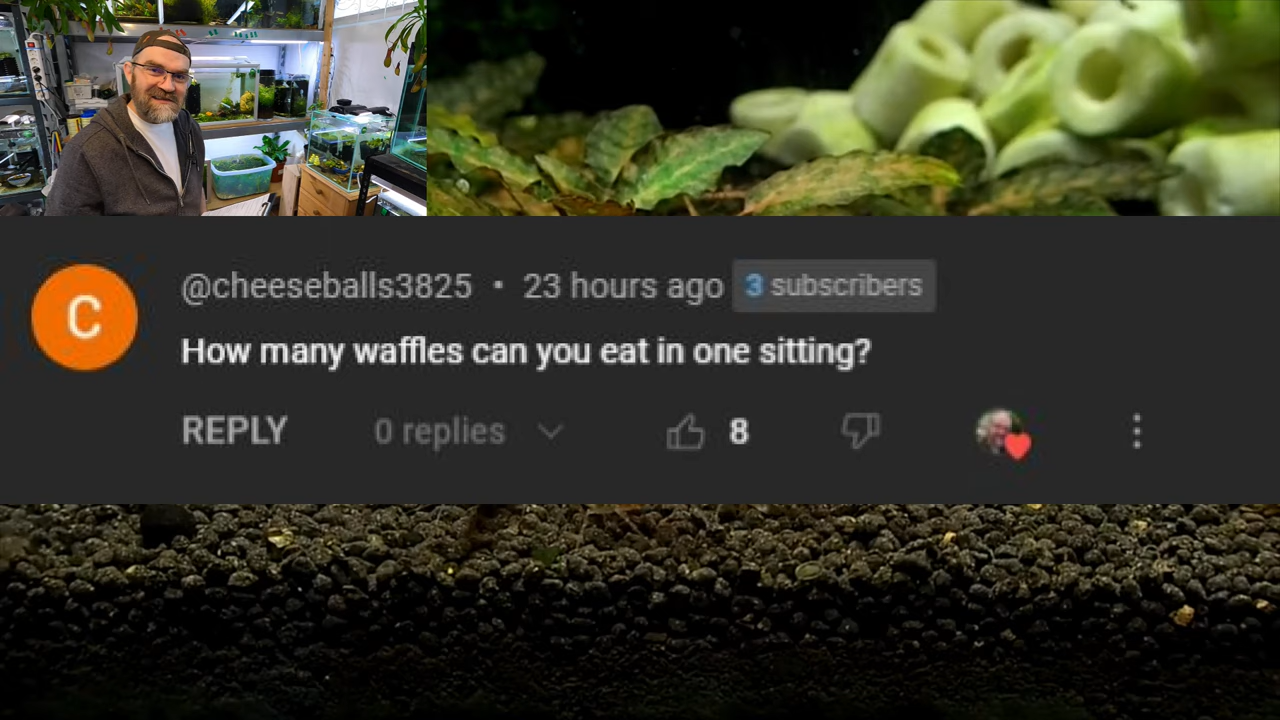 C
@cheeseballs3825 • 23 hours ago 3 subscribers
How many waffles can you eat in one sitting?
REPLY 0 replies 8